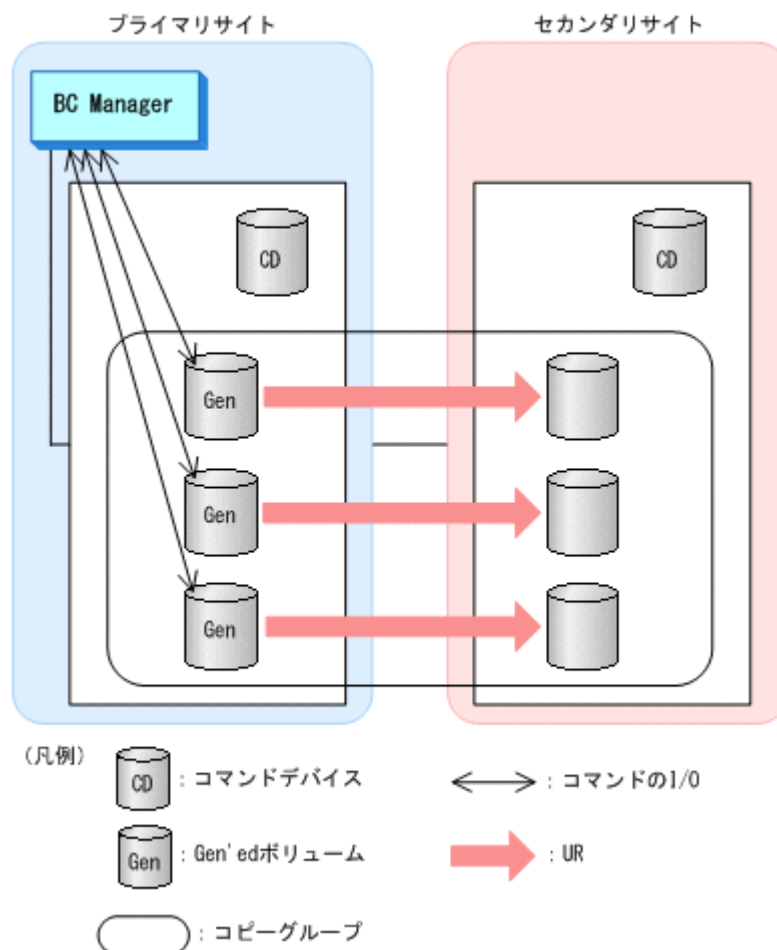 プライマリサイト
セカンダリサイト
BC Manager
CD
CD
Gen
Gen
Gen
(凡例)
CD
：コマンドデバイス
：コマンドのI/O
Gen
：Gen'edボリューム
：UR
：コピーグループ